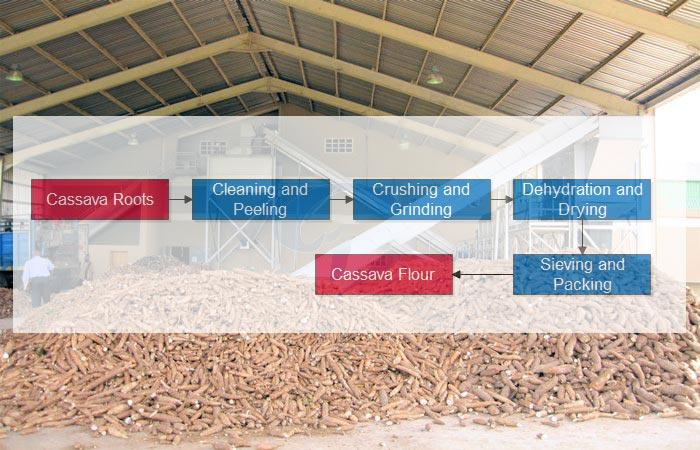 Cassava Roots
Cleaning and
Peeling
Crushing and
Grinding
Dehydration and
Drying
Sieving and
Packing
Cassava Flour